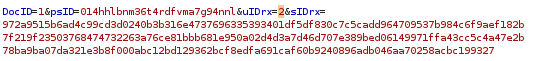 DocID=1&psID=014hhlbnm36t4rdfvma7g94nnl&uIDrx=2&sIDrx=
972a9515b6ad4c99cd3d0240b3b316e4737696335393401df5df830c7c5cadd964709537b984c6f9aef182b
7f219f23503768474732263a76ce81bbb681e950a02d4d3a7d46d707e389bed06149971ffa43cc5c4a47e2b
78ba9ba07da321e3b8f000abc12bd129362bcf8edfa691caf60b9240896adb046aa70258acbc199327